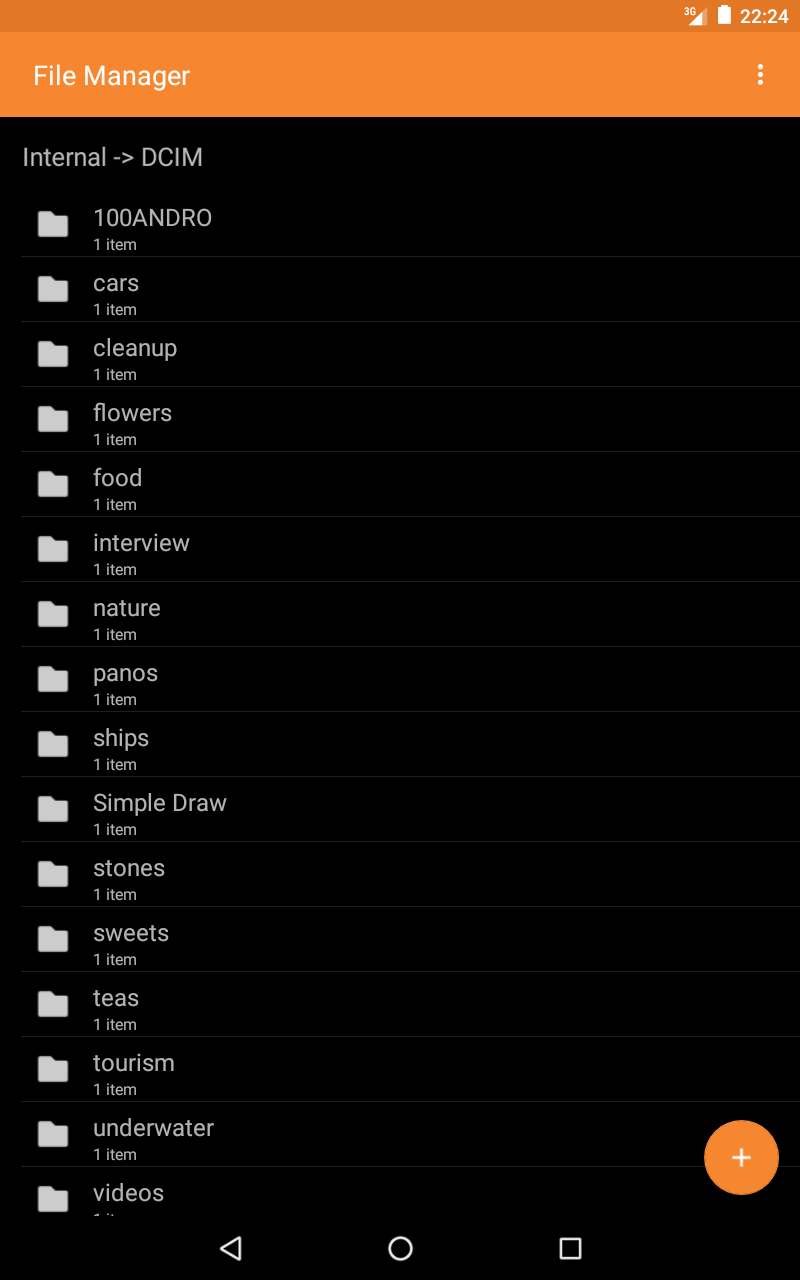 3G 22:24
File Manager
Internal -> DCIM
100ANDRO
1 item
cars
1 item
cleanup
1 item
flowers
1 item
food
1 item
interview
1 item
nature
1 item
panos
1 item
ships
1 item
Simple Draw
1 item
stones
1 item
sweets
1 item
teas
1 item
tourism
1 item
underwater
1 item
videos